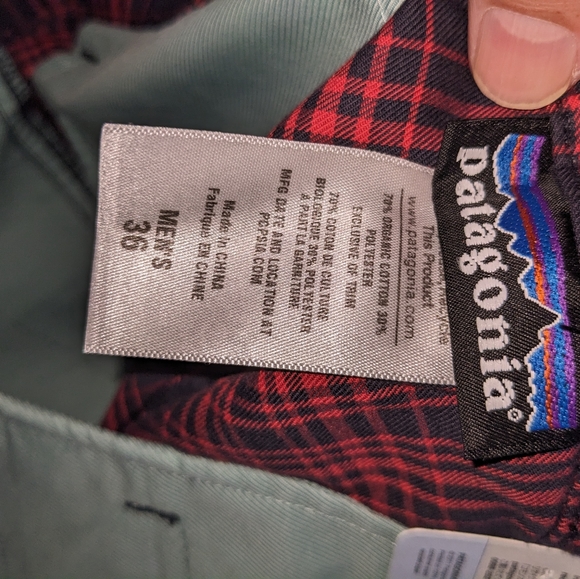 patagonia®
This Product
www.patagonia.com
70% ORGANIC COTTON 30%
POLYESTER
EXCLUSIVE OF TRIM
70% COTON DE CULTURE
BIOLOGIQUE 30% POLYESTER
À PART LA GARNITURE
MFG DATE AND LOCATION AT
PCPSIO.COM
Made in CHINA
Fabriqué EN CHINE
MEN'S
36